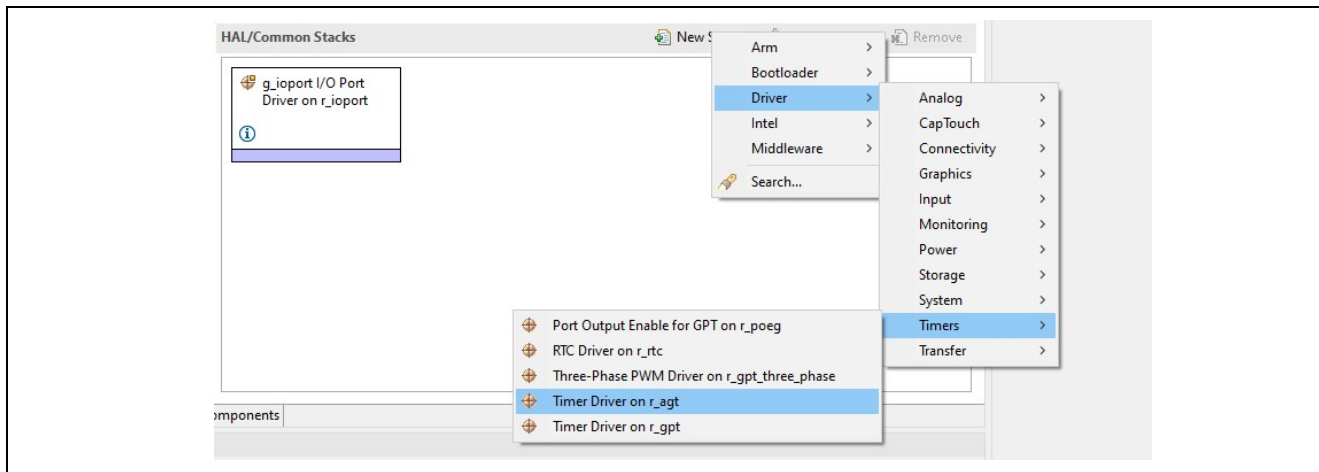 HAL/Common Stacks
New
Remove
g_ioport I/O Port
Driver on r_ioport
Arm
Bootloader
Driver
Intel
Middleware
Search...
Analog
CapTouch
Connectivity
Graphics
Input
Monitoring
Power
Storage
System
Timers
Transfer
Port Output Enable for GPT on r_poeg
RTC Driver on r_rtc
Three-Phase PWM Driver on r_gpt_three_phase
Timer Driver on r_agt
Timer Driver on r_gpt
omponents